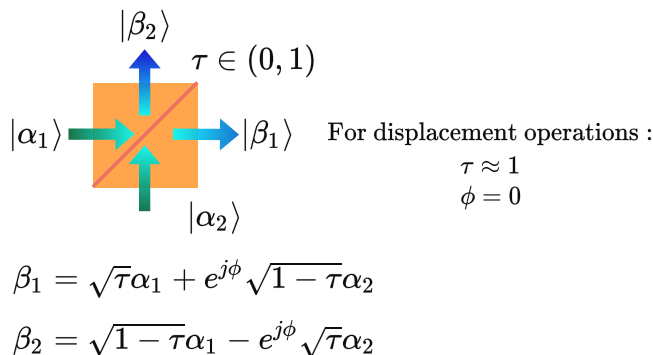 |β₂⟩
τ ∈ (0, 1)
|α₁⟩
|β₁⟩
|α₂⟩
For displacement operations :
τ ≈ 1
ϕ = 0
β₁ = √τα₁ + e^{jϕ}√(1 − τ)α₂
β₂ = √(1 − τ)α₁ − e^{jϕ}√τα₂